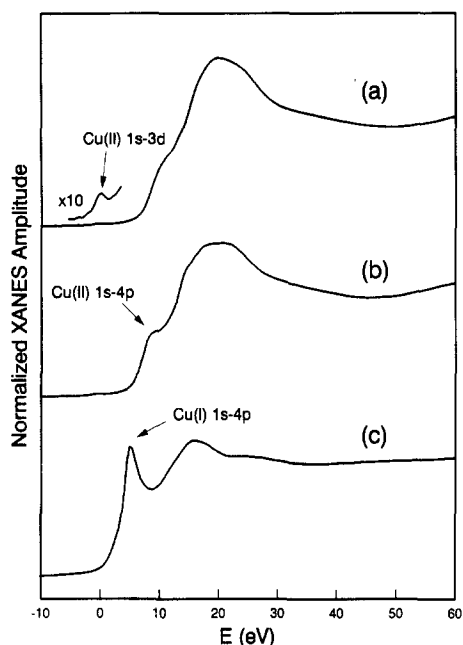 Normalized XANES Amplitude
(a)
Cu(II) 1s-3d
x10
(b)
Cu(II) 1s-4p
Cu(I) 1s-4p
(c)
-10 0 10 20 30 40 50 60
E (eV)